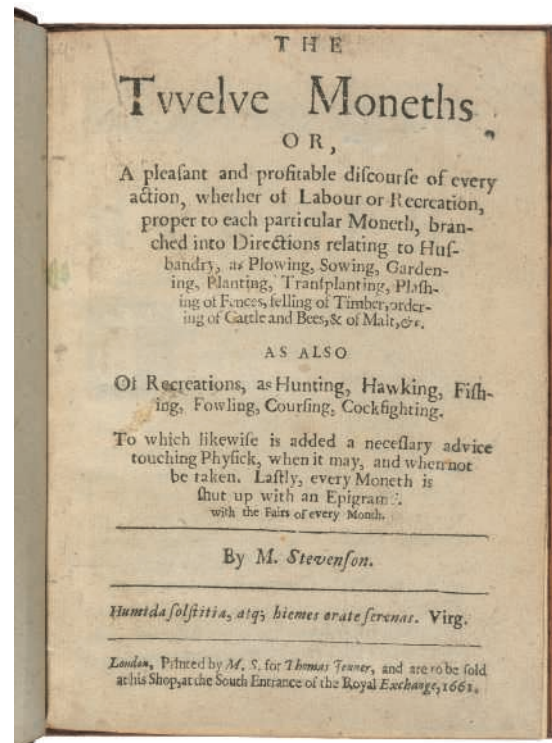 THE
Tvvelve Moneths
OR,
A pleaſant and profitable diſcourſe of every
action, whether of Labour or Recreation,
proper to each particular Moneth, bran-
ched into Directions relating to Huſ-
bandry, as Plowing, Sowing, Garden-
ing, Planting, Tranſplanting, Plaſh-
ing of Fences, felling of Timber, order-
ing of Cattle and Bees, & of Malt, &c.
AS ALSO
Of Recreations, as Hunting, Hawking, Fiſh-
ing, Fowling, Courſing, Cockfighting.
To which likewiſe is added a neceſſary advice
touching Phyſick, when it may, and when not
be taken. Laſtly, every Moneth is
ſhut up with an Epigram.
with the Fairs of every Month.
By M. Stevenſon.
Humida ſolſtitia, atq; hiemes orate ſerenas. Virg.
London, Printed by M. S. for Thomas Jenner, and are to be ſold
at his Shop, at the South Entrance of the Royal Exchange, 1661.